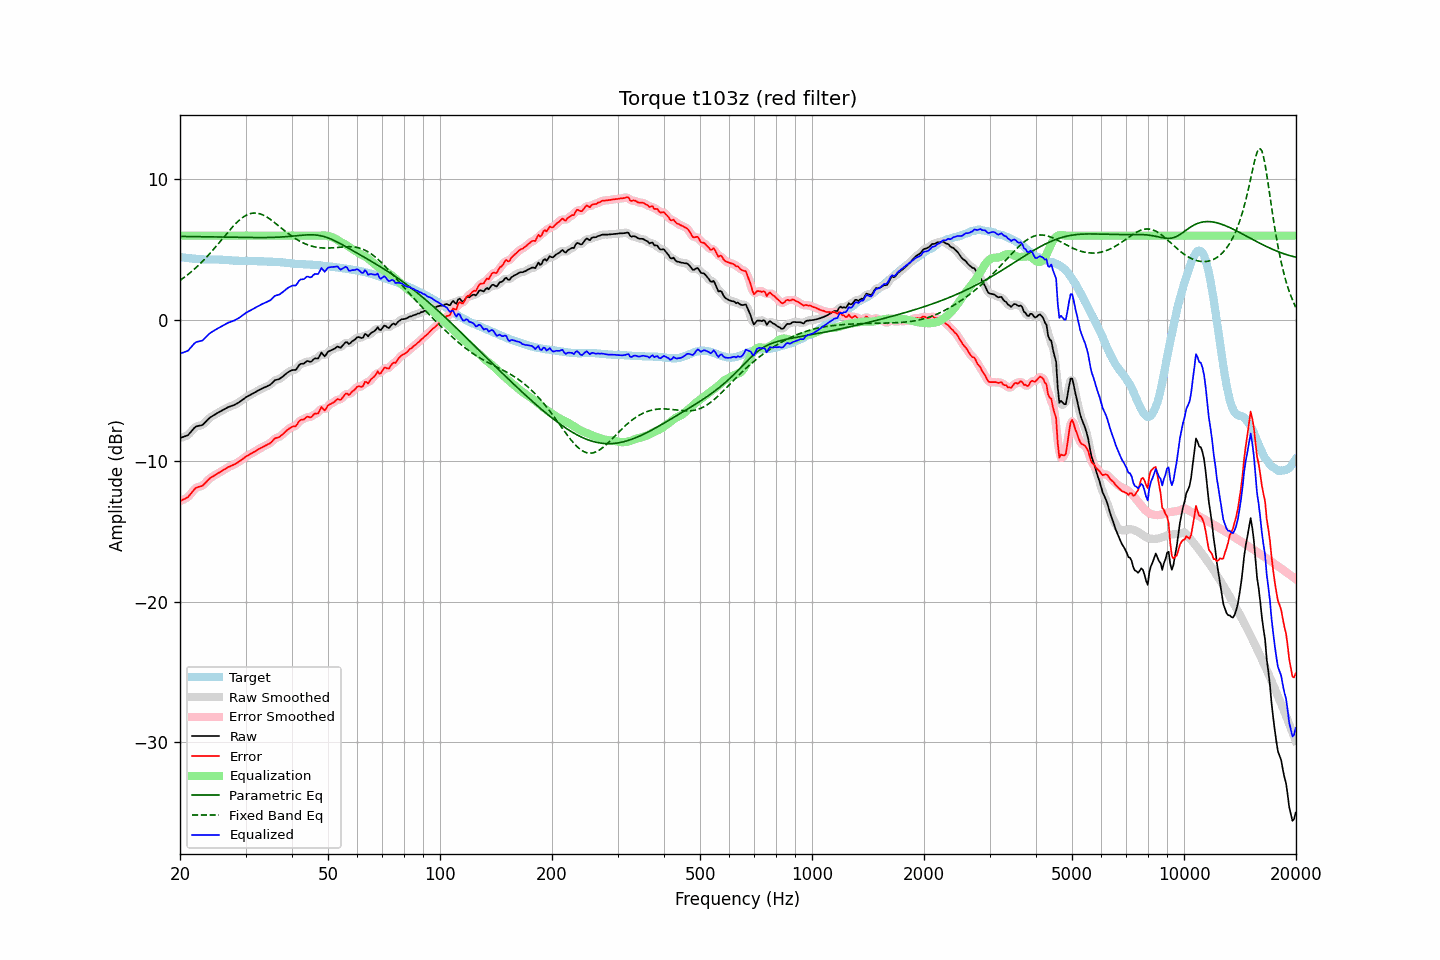 Torque t103z (red filter)
10
0
−10
−20
−30
Amplitude (dBr)
Target
Raw Smoothed
Error Smoothed
Raw
Error
Equalization
Parametric Eq
Fixed Band Eq
Equalized
20 50 100 200 500 1000 2000 5000 10000 20000
Frequency (Hz)